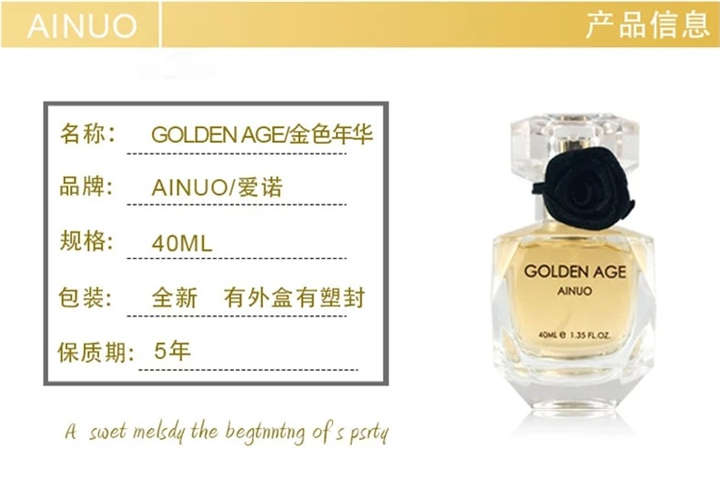 AINUO 产品信息
名称: GOLDEN AGE/金色年华
品牌: AINUO/爱诺
规格: 40ML
包装: 全新 有外盒有塑封
保质期: 5年
GOLDEN AGE
AINUO
40ML e 1.35 FL.OZ.
A swet melsdy the begtnntng of s psrty